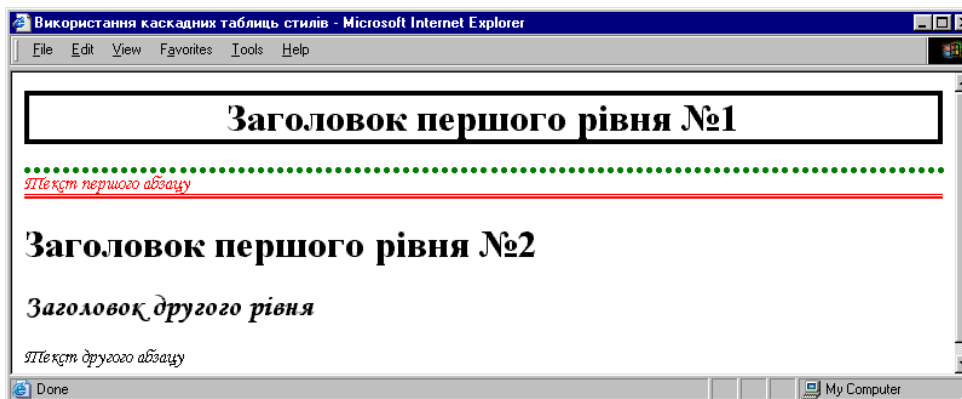 Використання каскадних таблиць стилів - Microsoft Internet Explorer
File Edit View Favorites Tools Help
Заголовок першого рівня №1
Текст першого абзацу
Заголовок першого рівня №2
Заголовок другого рівня
Текст другого абзацу
Done My Computer